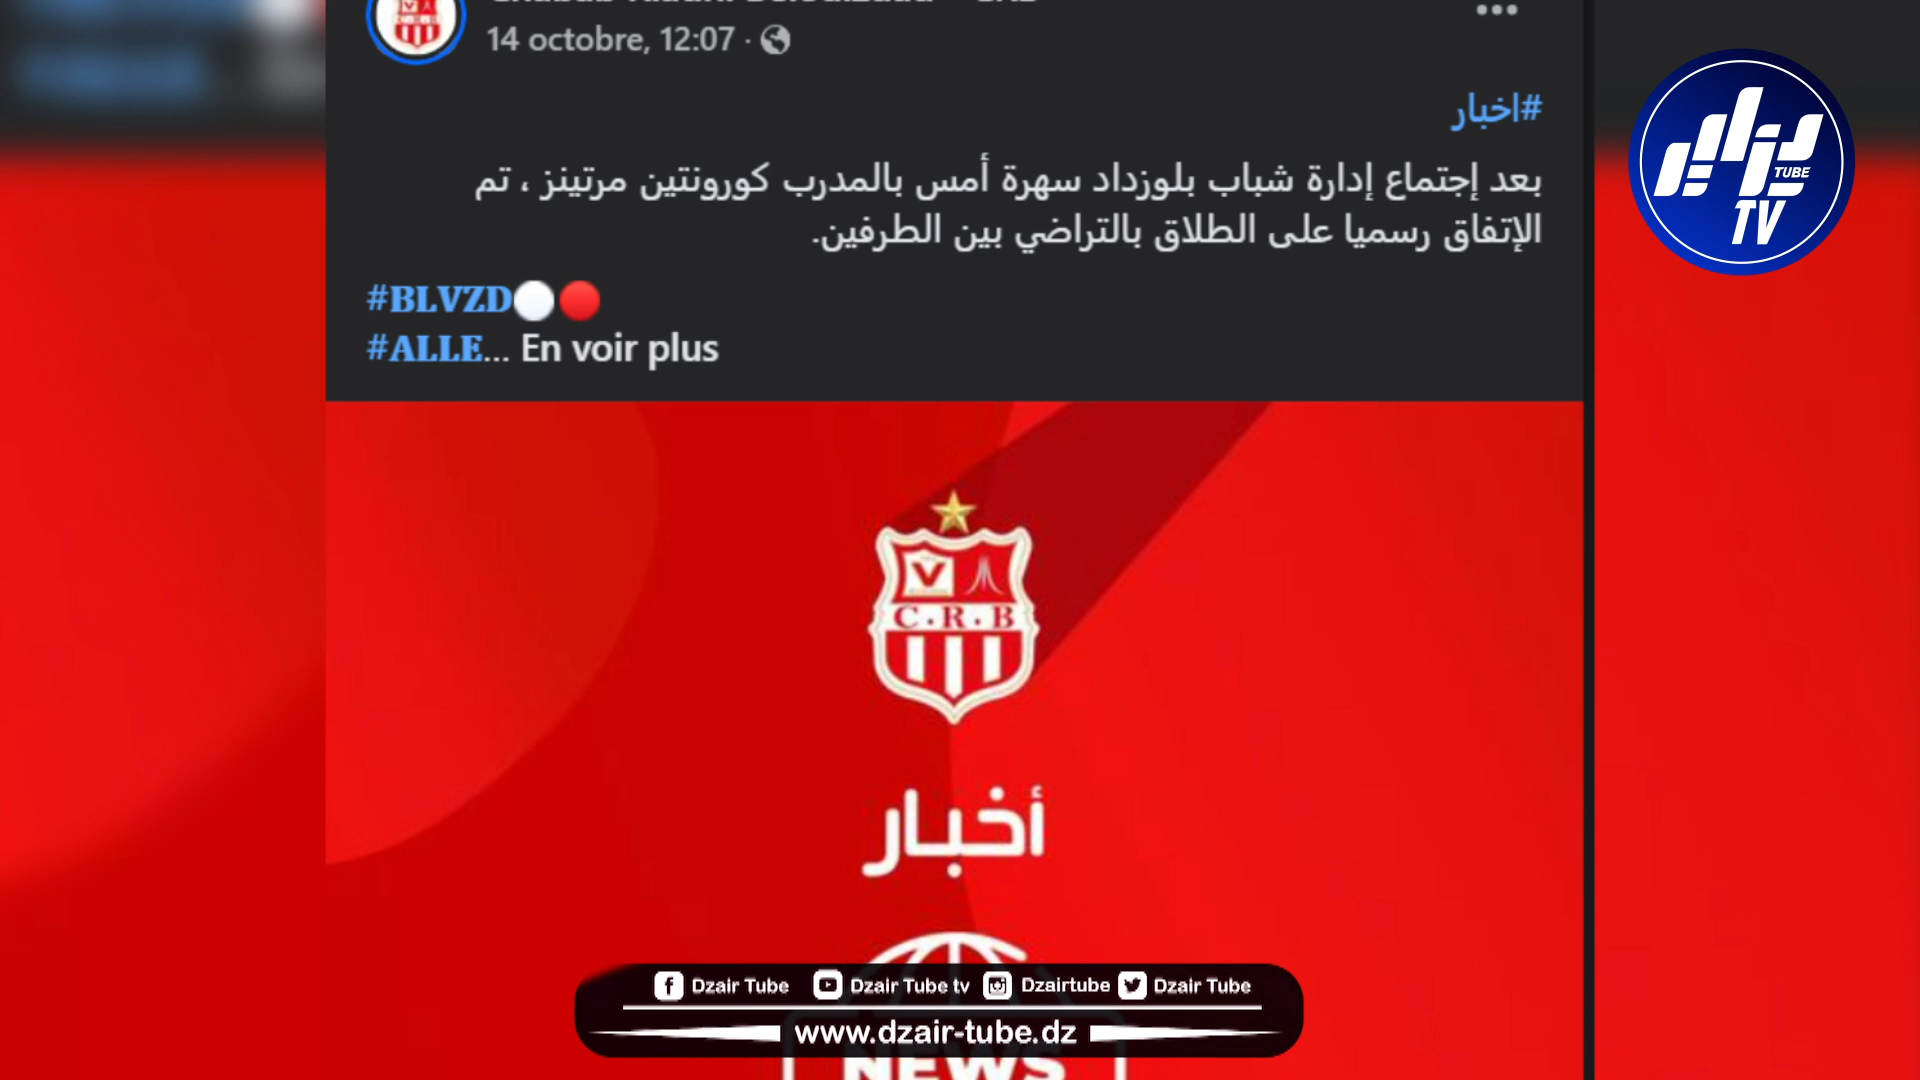 14 octobre, 12:07 ·
#اخبار
بعد إجتماع إدارة شباب بلوزداد سهرة أمس بالمدرب كورونتين مرتينز ، تم
الإتفاق رسميا على الطلاق بالتراضي بين الطرفين.
#BLVZD
#ALLE... En voir plus
TUBE
TV
C.R.B
أخبار
Dzair Tube Dzair Tube tv Dzairtube Dzair Tube
www.dzair-tube.dz
NEWS